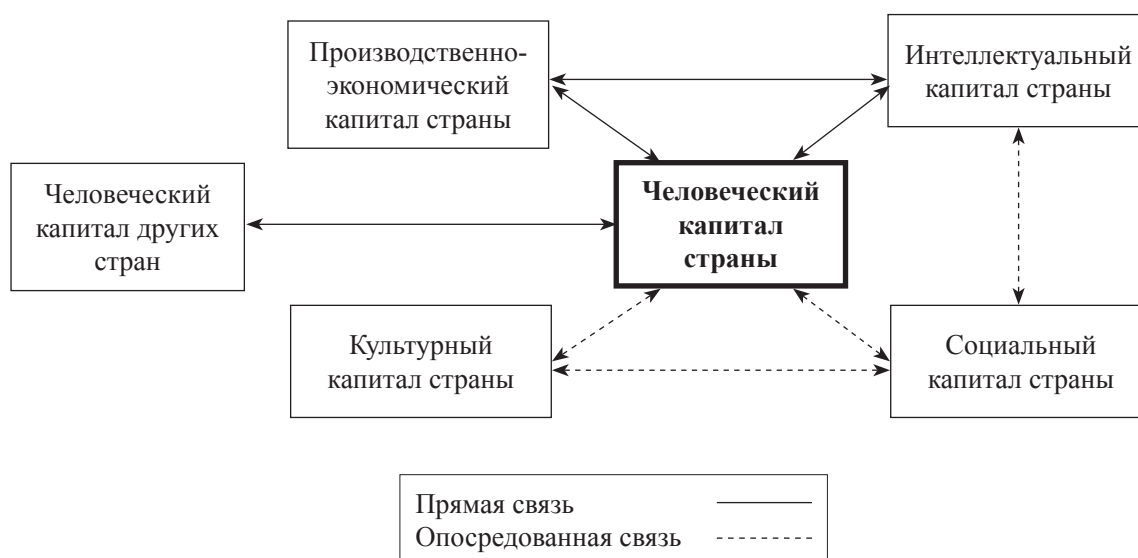 Производственно-
экономический
капитал страны
Интеллектуальный
капитал страны
Человеческий
капитал других
стран
Человеческий
капитал
страны
Культурный
капитал страны
Социальный
капитал страны
Прямая связь
Опосредованная связь